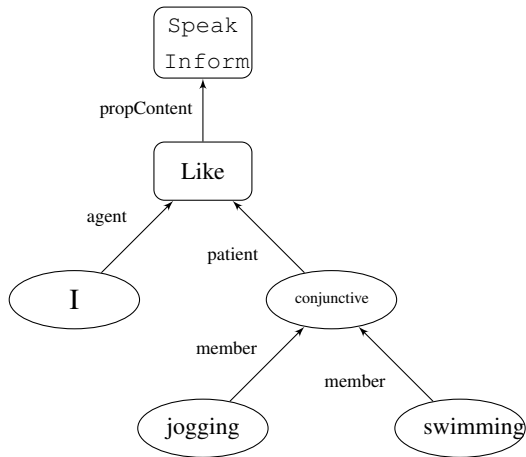 Speak
Inform
propContent
Like
agent
patient
I
conjunctive
member
member
jogging
swimming